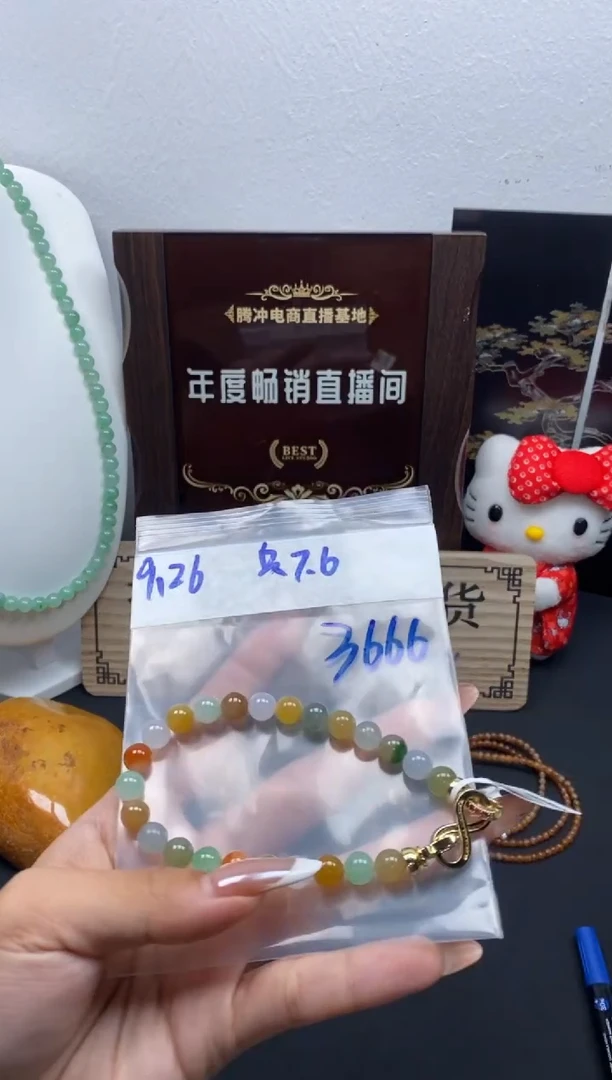 腾冲电商直播基地
年度畅销直播间
BEST
9.26 贝7.6
3666
货